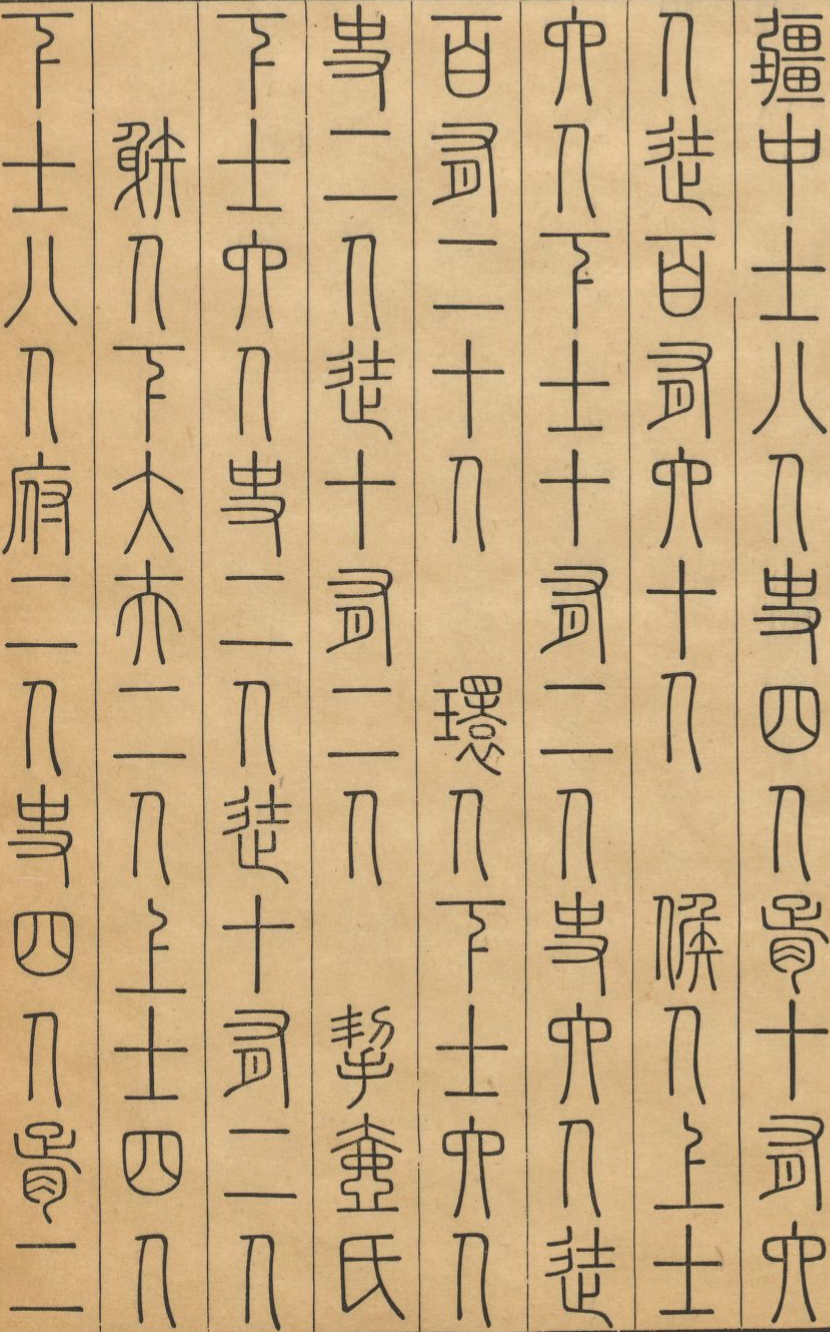 疆中士八人史四人胥十有六
人徒百有六十人　候人上士
六人下士十有二人史六人徒
百有二十人　環人下士六人
史二人徒十有二人　挈壺氏
下士六人史二人徒十有二人
　射人下大夫二人上士四人
下士八人府二人史四人胥二